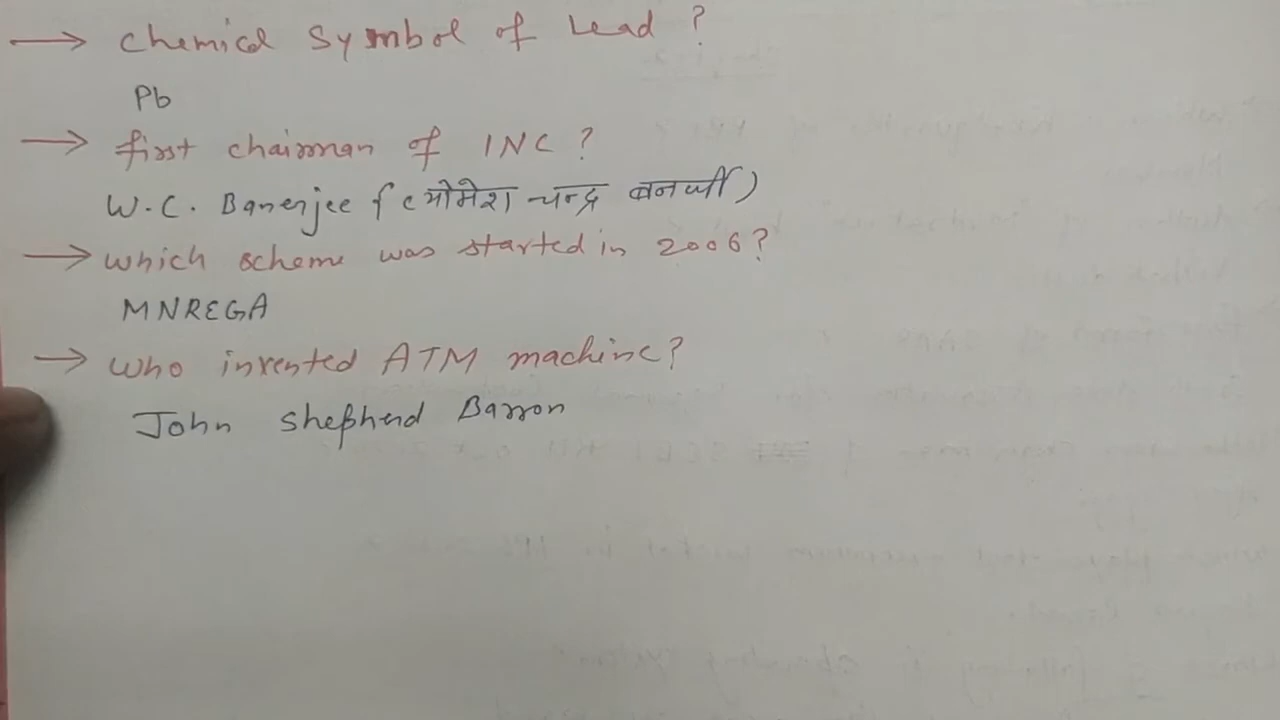 → Chemical Symbol of Lead ?
Pb
→ first chairman of INC ?
W.C. Banerjee { (योमेश चन्द्र बनर्जी)
→ which scheme was started in 2006 ?
MNREGA
→ Who invented ATM machine ?
John Shepherd Barron